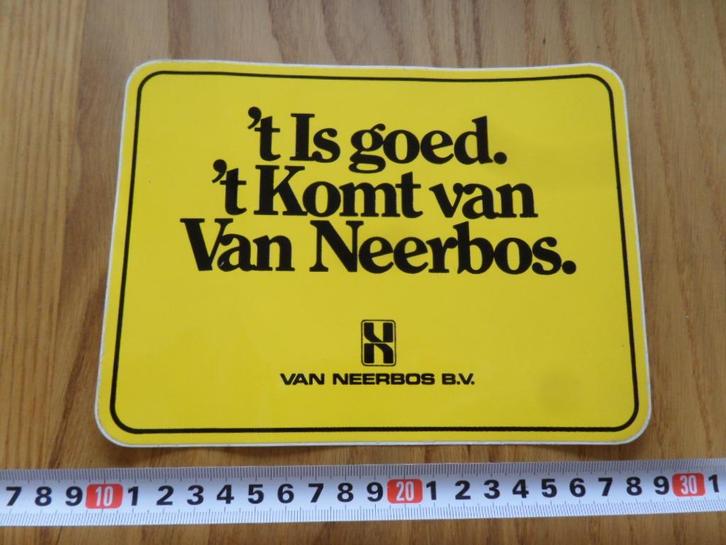 't Is goed.
't Komt van
Van Neerbos.
VAN NEERBOS B.V.
7 8 9 10 1 2 3 4 5 6 7 8 9 20 1 2 3 4 5 6 7 8 9 30 1